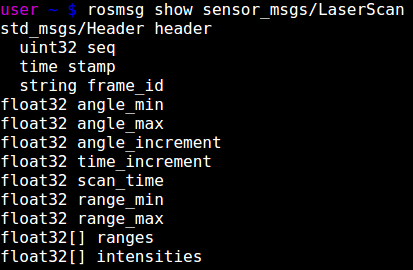 user ~ $ rosmsg show sensor_msgs/LaserScan
std_msgs/Header header
  uint32 seq
  time stamp
  string frame_id
float32 angle_min
float32 angle_max
float32 angle_increment
float32 time_increment
float32 scan_time
float32 range_min
float32 range_max
float32[] ranges
float32[] intensities